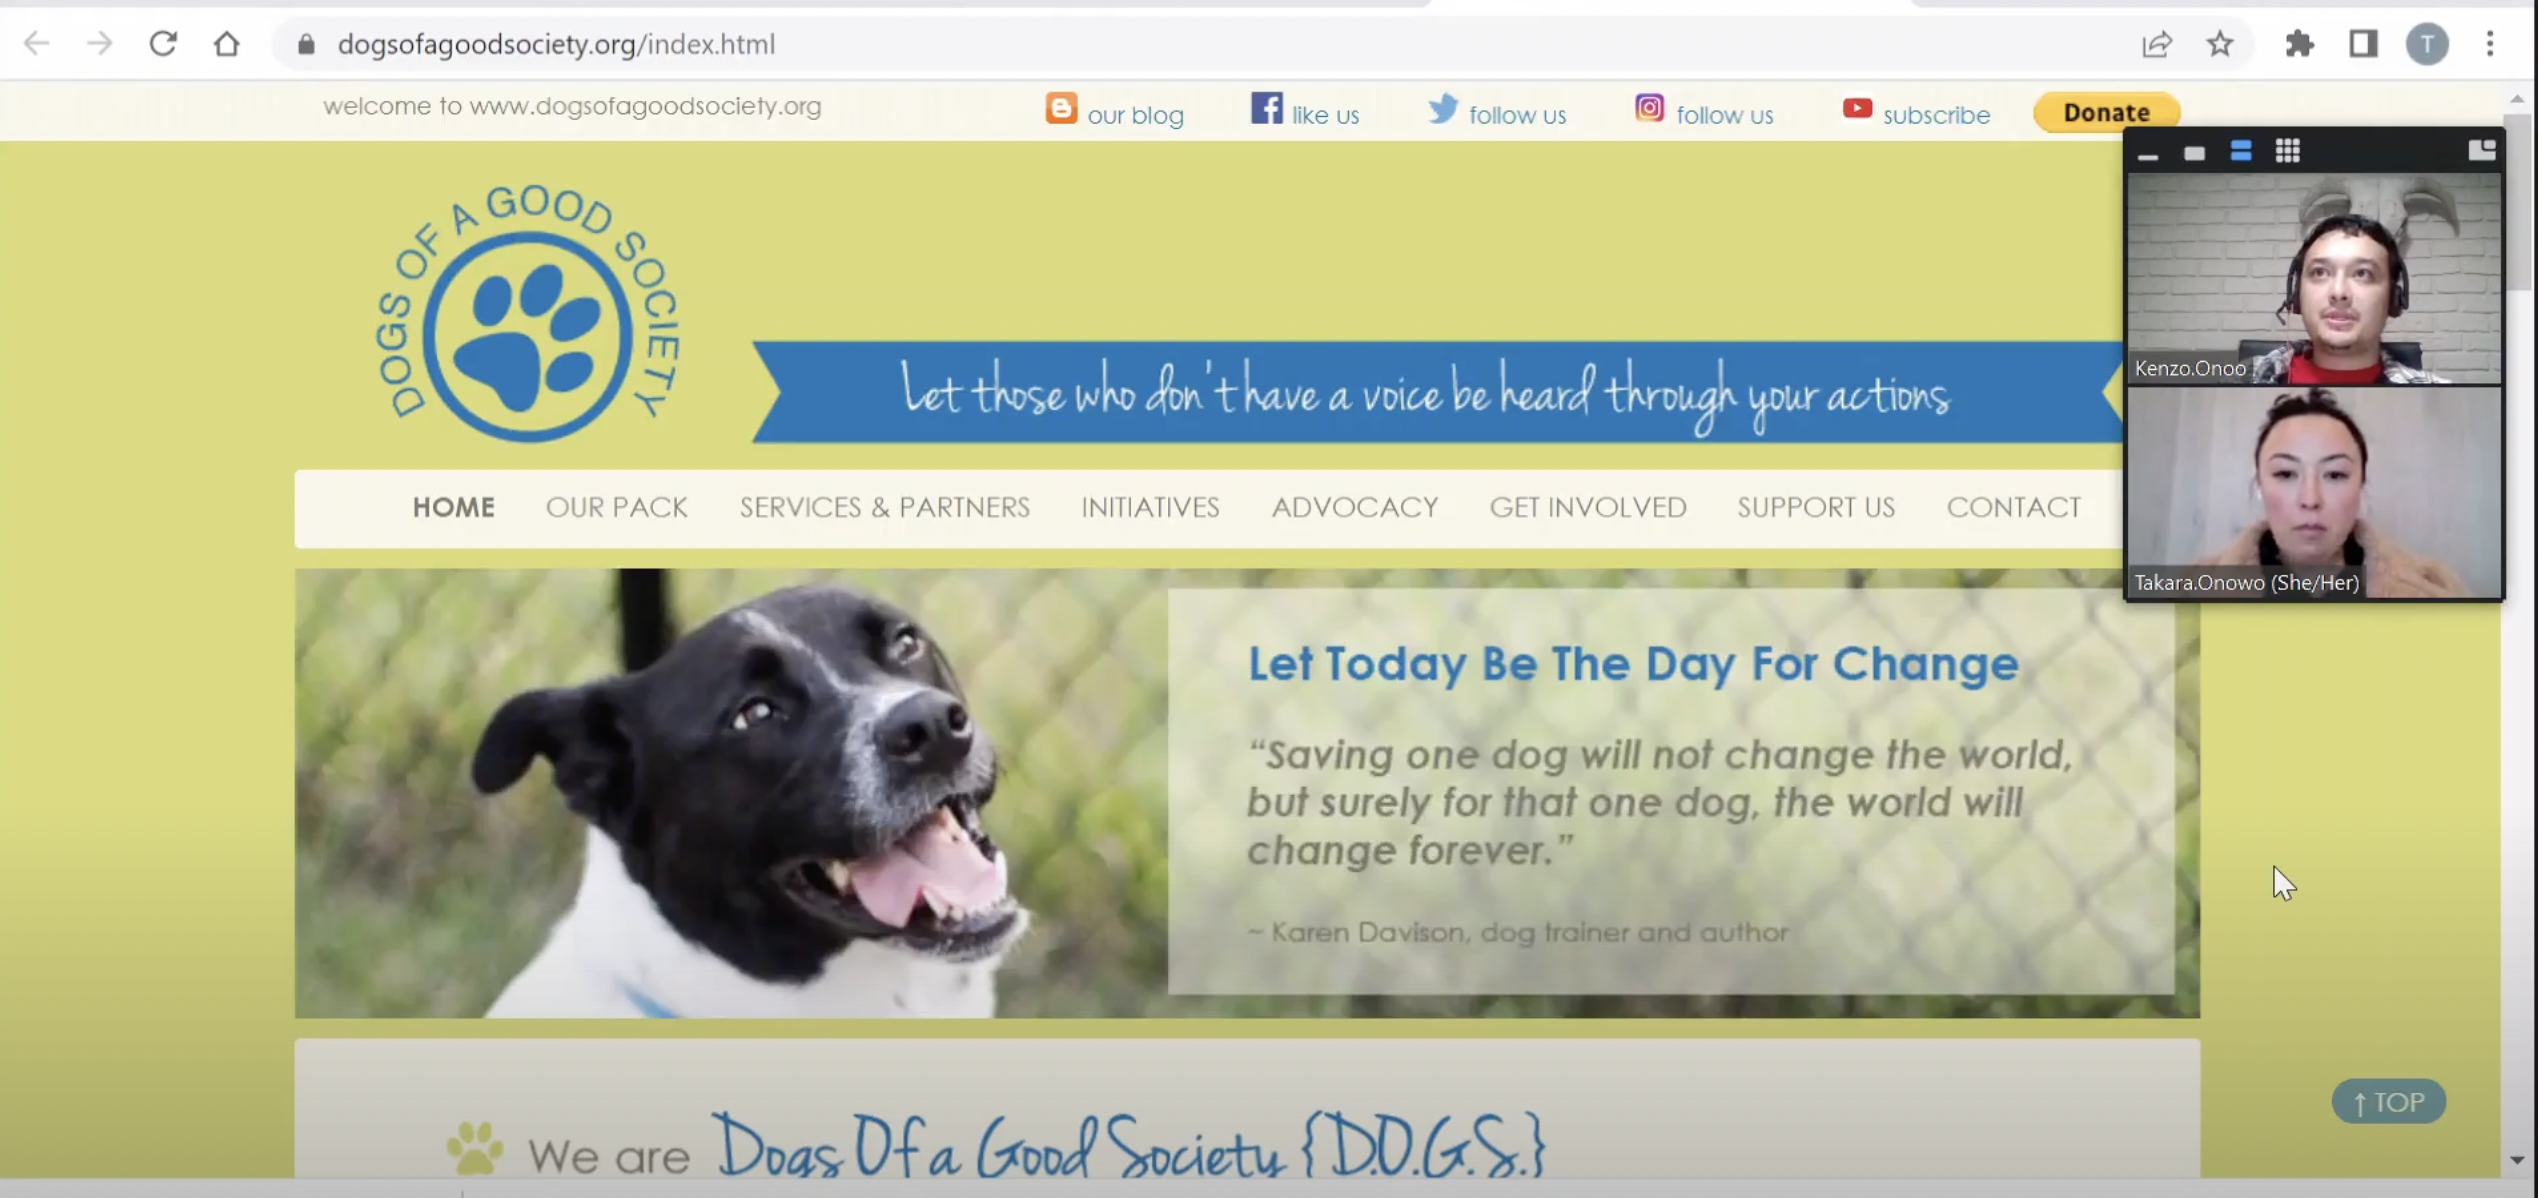 dogsofagoodsociety.org/index.html
T
welcome to www.dogsofagoodsociety.org
our blog
like us
follow us
follow us
subscribe
Donate
DOGS OF A GOOD SOCIETY
Let those who don't have a voice be heard through your actions
Kenzo.Onoo
Takara.Onowo (She/Her)
HOME OUR PACK SERVICES & PARTNERS INITIATIVES ADVOCACY GET INVOLVED SUPPORT US CONTACT
Let Today Be The Day For Change
“Saving one dog will not change the world,
but surely for that one dog, the world will
change forever.”
~ Karen Davison, dog trainer and author
↑ TOP
We are Dogs Of a Good Society {D.O.G.S.}